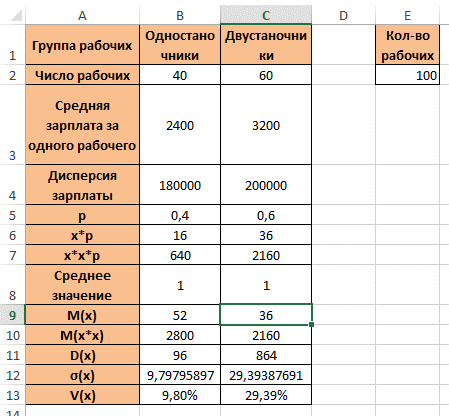 A B C D E
1 Группа рабочих Одностано Двустаночни Кол-во
чники ки рабочих
2 Число рабочих 40 60 100
Средняя
зарплата за
3 одного рабочего 2400 3200
Дисперсия
4 зарплаты 180000 200000
5 p 0,4 0,6
6 x*p 16 36
7 x*x*p 640 2160
Среднее
8 значение 1 1
9 M(x) 52 36
10 M(x*x) 2800 2160
11 D(x) 96 864
12 σ(x) 9,79795897 29,39387691
13 V(x) 9,80% 29,39%
14